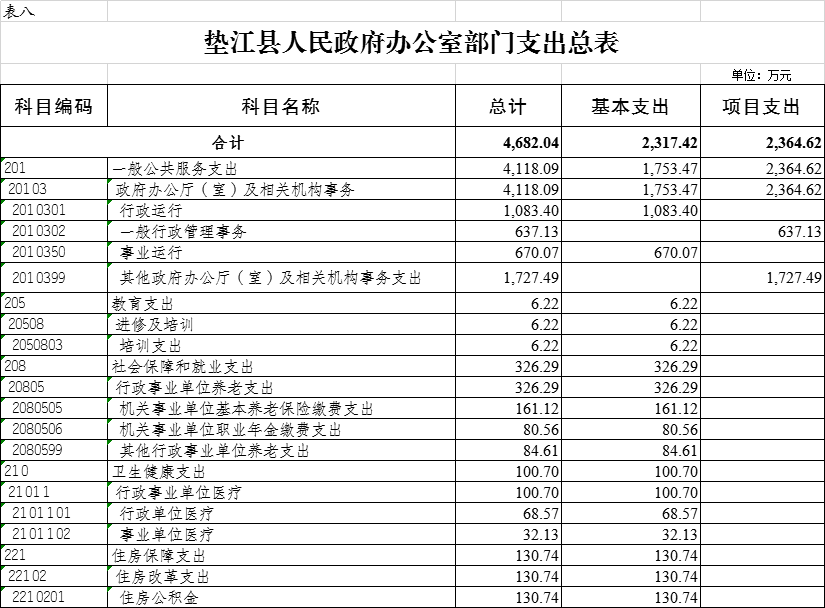 表八
垫江县人民政府办公室部门支出总表
单位：万元
科目编码 科目名称 总计 基本支出 项目支出
合计 4,682.04 2,317.42 2,364.62
201 一般公共服务支出 4,118.09 1,753.47 2,364.62
20103 政府办公厅（室）及相关机构事务 4,118.09 1,753.47 2,364.62
2010301 行政运行 1,083.40 1,083.40
2010302 一般行政管理事务 637.13 637.13
2010350 事业运行 670.07 670.07
2010399 其他政府办公厅（室）及相关机构事务支出 1,727.49 1,727.49
205 教育支出 6.22 6.22
20508 进修及培训 6.22 6.22
2050803 培训支出 6.22 6.22
208 社会保障和就业支出 326.29 326.29
20805 行政事业单位养老支出 326.29 326.29
2080505 机关事业单位基本养老保险缴费支出 161.12 161.12
2080506 机关事业单位职业年金缴费支出 80.56 80.56
2080599 其他行政事业单位养老支出 84.61 84.61
210 卫生健康支出 100.70 100.70
21011 行政事业单位医疗 100.70 100.70
2101101 行政单位医疗 68.57 68.57
2101102 事业单位医疗 32.13 32.13
221 住房保障支出 130.74 130.74
22102 住房改革支出 130.74 130.74
2210201 住房公积金 130.74 130.74